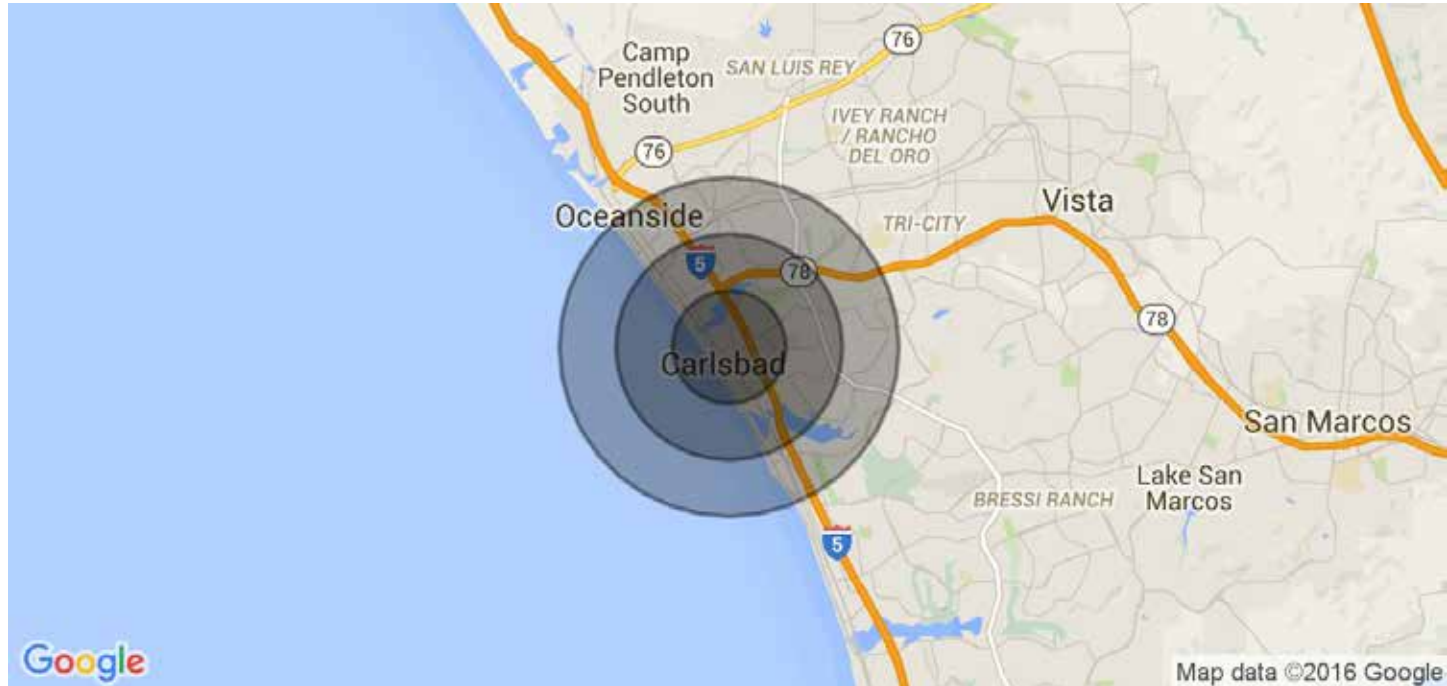 76
Camp
Pendleton
South
SAN LUIS REY
IVEY RANCH
/ RANCHO
DEL ORO
76
Vista
Oceanside
TRI-CITY
5
78
78
Carlsbad
San Marcos
Lake San
Marcos
BRESSI RANCH
5
Google
Map data ©2016 Google